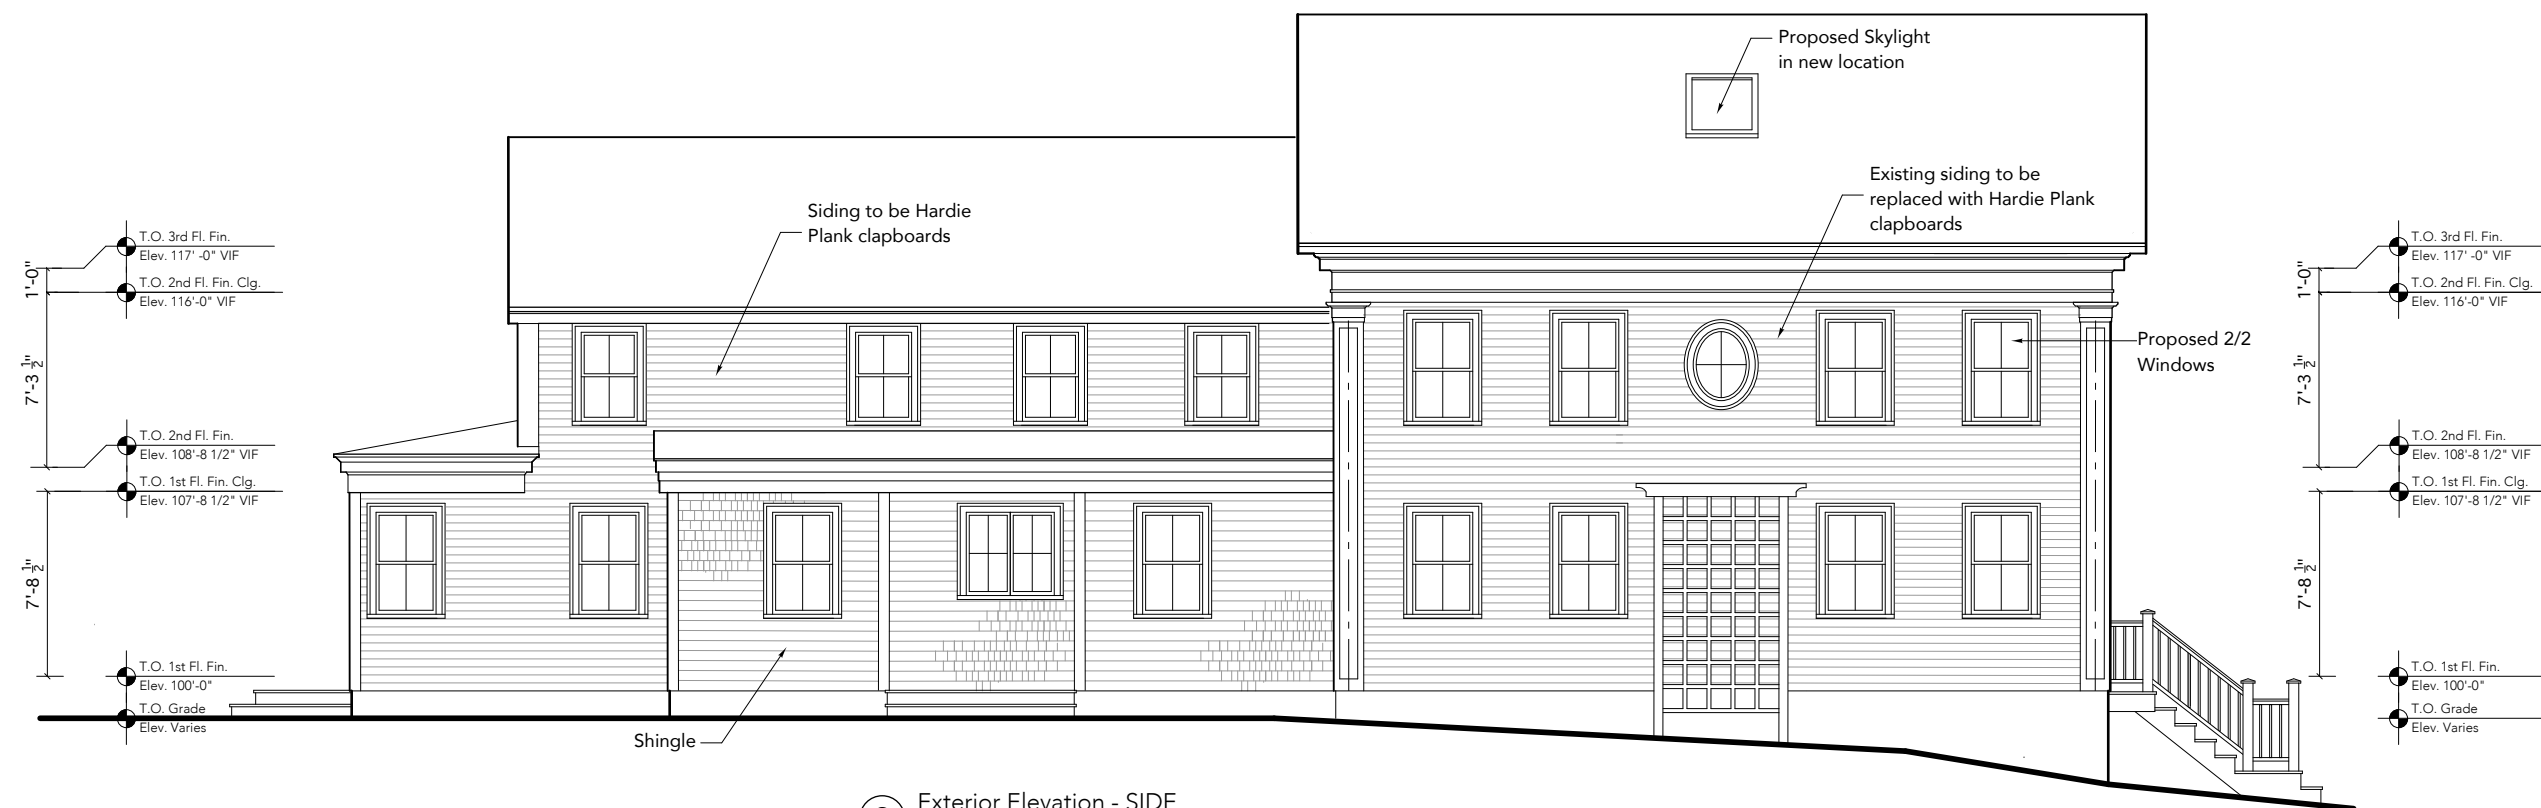 Proposed Skylight
in new location
Existing siding to be
replaced with Hardie Plank
clapboards
Siding to be Hardie
Plank clapboards
Proposed 2/2
Windows
Shingle
T.O. 3rd Fl. Fin.
Elev. 117' -0" VIF
T.O. 2nd Fl. Fin. Clg.
Elev. 116'-0" VIF
T.O. 2nd Fl. Fin.
Elev. 108'-8 1/2" VIF
T.O. 1st Fl. Fin. Clg.
Elev. 107'-8 1/2" VIF
T.O. 1st Fl. Fin.
Elev. 100'-0"
T.O. Grade
Elev. Varies
1'-0"
7'-3 1/2"
7'-8 1/2"
T.O. 3rd Fl. Fin.
Elev. 117' -0" VIF
T.O. 2nd Fl. Fin. Clg.
Elev. 116'-0" VIF
T.O. 2nd Fl. Fin.
Elev. 108'-8 1/2" VIF
T.O. 1st Fl. Fin. Clg.
Elev. 107'-8 1/2" VIF
T.O. 1st Fl. Fin.
Elev. 100'-0"
T.O. Grade
Elev. Varies
1'-0"
7'-3 1/2"
7'-8 1/2"
Exterior Elevation - SIDE